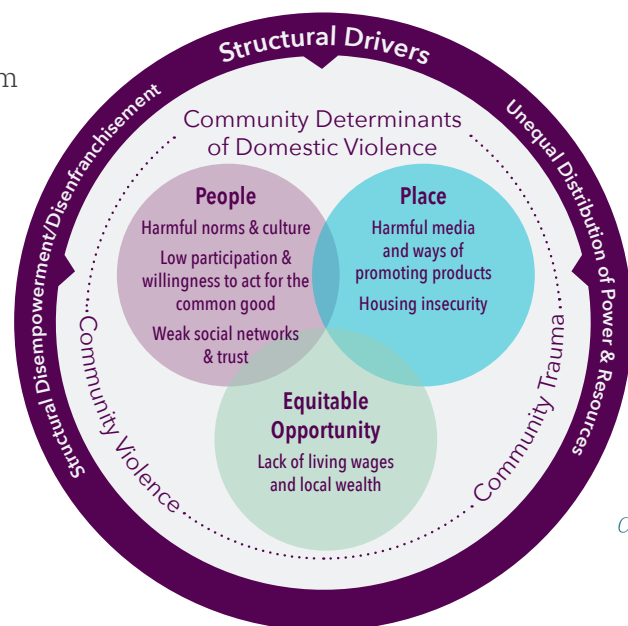 m
Structural Drivers
Structural Disempowerment/Disenfranchisement
Unequal Distribution of Power & Resources
Community Determinants
of Domestic Violence
People
Harmful norms & culture
Low participation &
willingness to act for the
common good
Weak social networks
& trust
Place
Harmful media
and ways of
promoting products
Housing insecurity
Equitable
Opportunity
Lack of living wages
and local wealth
Community Violence
Community Trauma